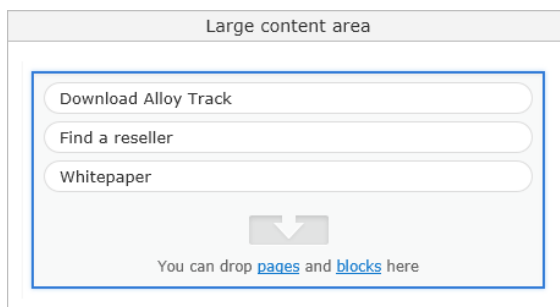 Large content area
Download Alloy Track
Find a reseller
Whitepaper
You can drop pages and blocks here